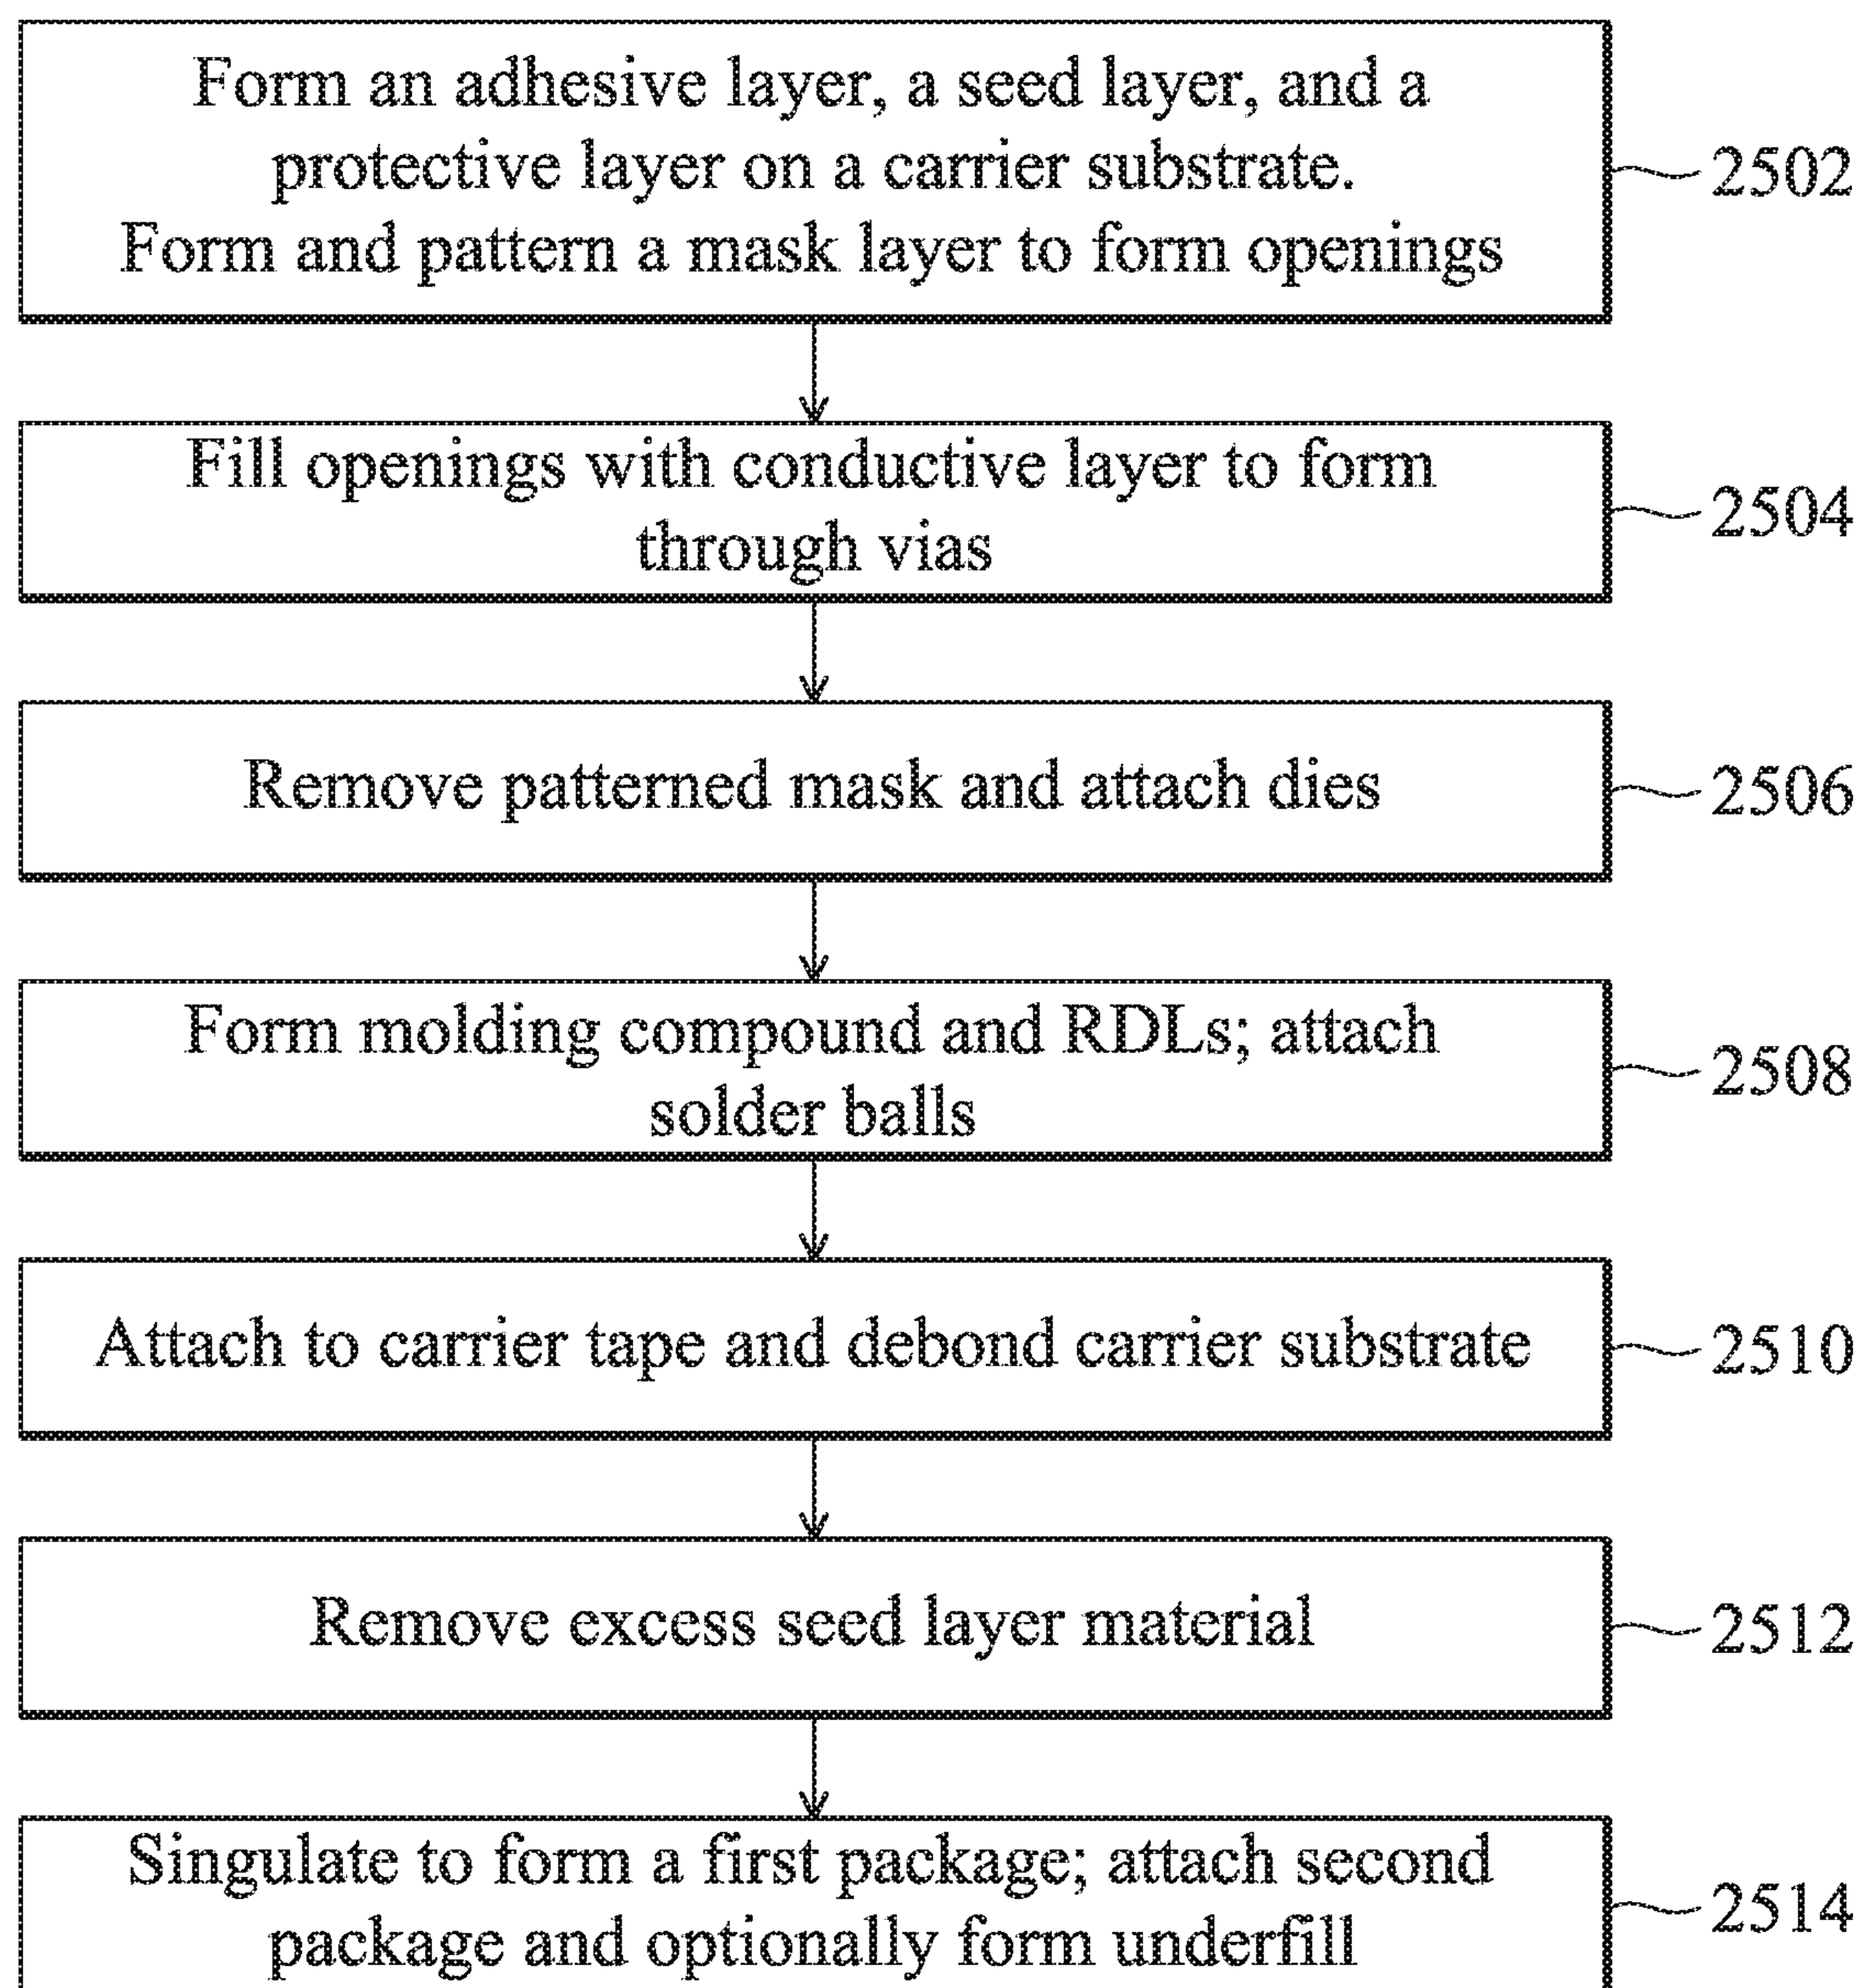 Form an adhesive layer, a seed layer, and a
protective layer on a carrier substrate.
Form and pattern a mask layer to form openings
2502
Fill openings with conductive layer to form
through vias
2504
Remove patterned mask and attach dies
2506
Form molding compound and RDLs; attach
solder balls
2508
Attach to carrier tape and debond carrier substrate
2510
Remove excess seed layer material
2512
Singulate to form a first package; attach second
package and optionally form underfill
2514